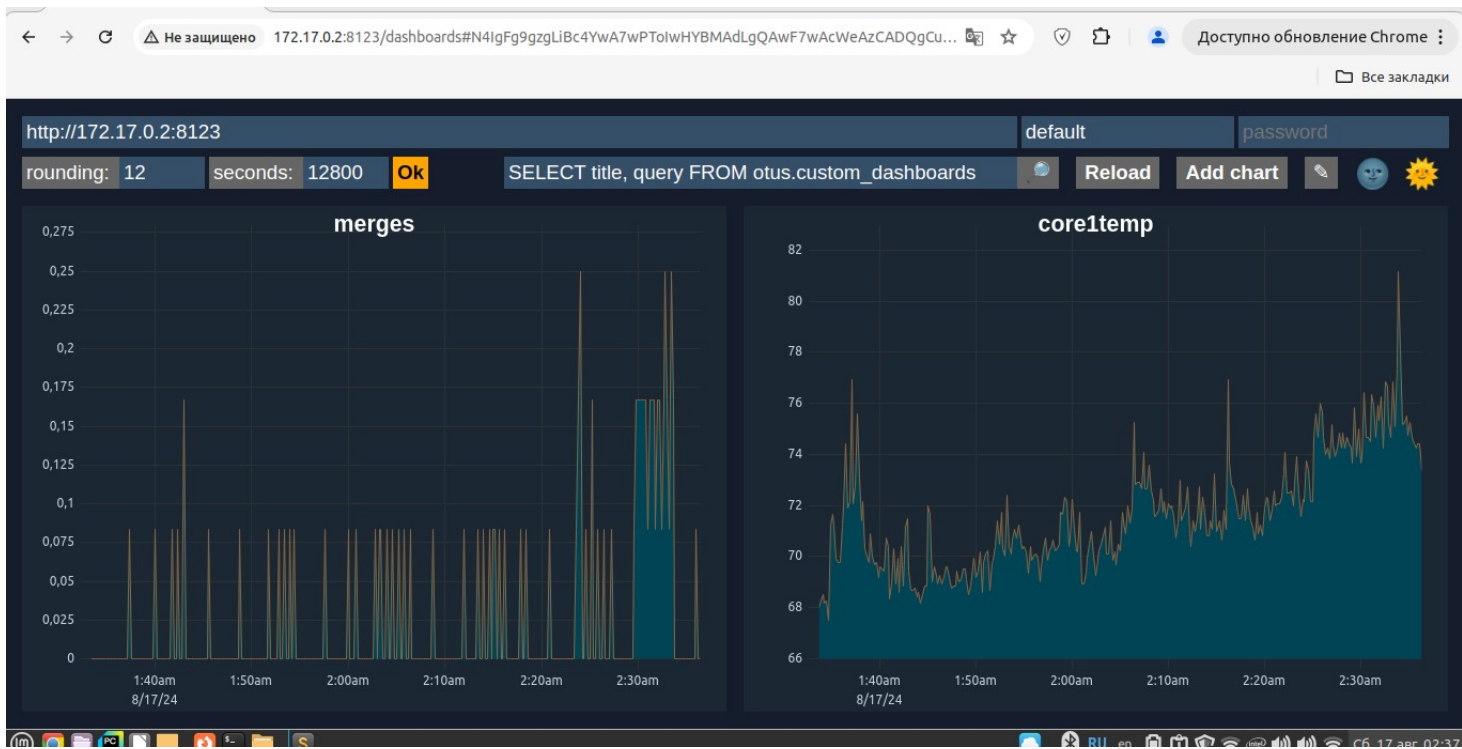 Не защищено 172.17.0.2:8123/dashboards#N4IgFg9gzgLiBc4YwA7wPToIwHYBMAdLgQAwF7wAcWeAzCADQgCu... Доступно обновление Chrome
Все закладки
http://172.17.0.2:8123 default password
rounding: 12 seconds: 12800 Ok SELECT title, query FROM otus.custom_dashboards Reload Add chart
merges
0,275
0,25
0,225
0,2
0,175
0,15
0,125
0,1
0,075
0,05
0,025
0
1:40am 1:50am 2:00am 2:10am 2:20am 2:30am
8/17/24
core1temp
82
80
78
76
74
72
70
68
66
1:40am 1:50am 2:00am 2:10am 2:20am 2:30am
8/17/24
PC S RU en Сб, 17 авг, 02:37